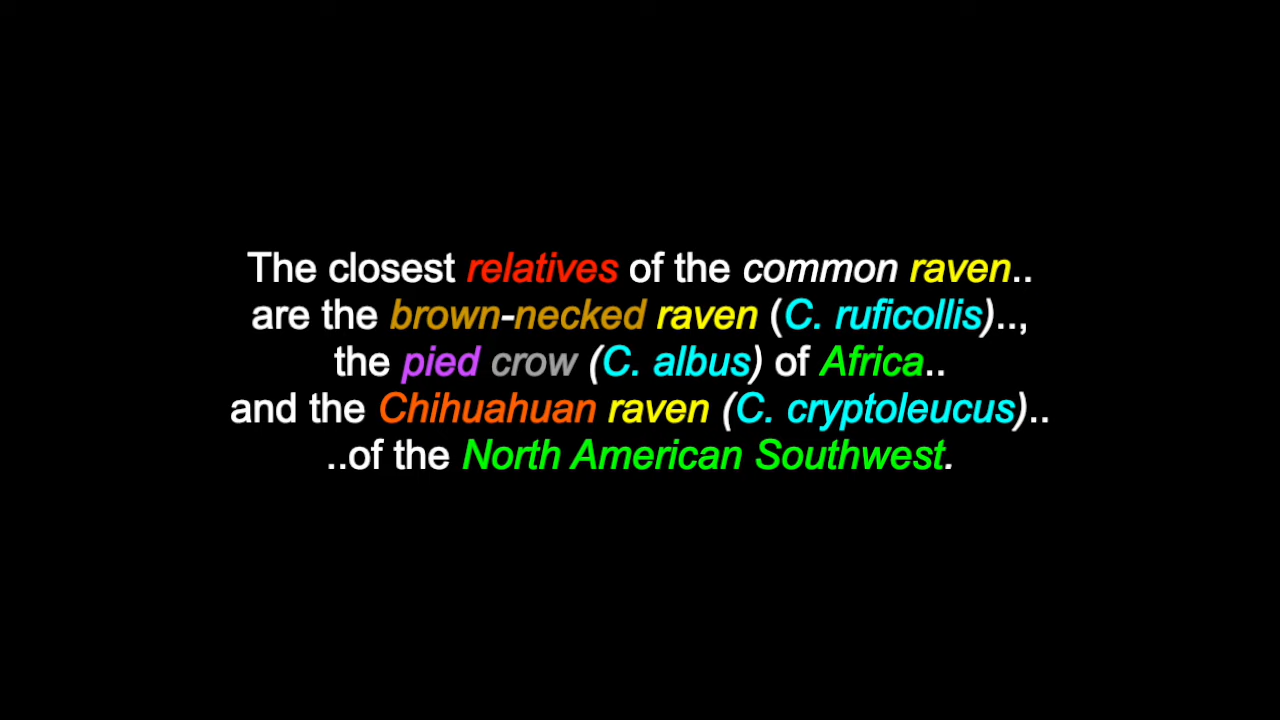 The closest relatives of the common raven..
are the brown-necked raven (C. ruficollis)..,
the pied crow (C. albus) of Africa..
and the Chihuahuan raven (C. cryptoleucus)..
..of the North American Southwest.